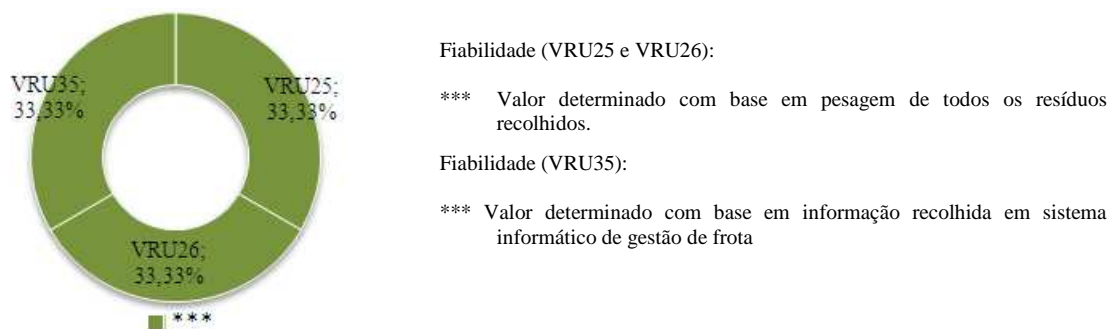 VRU35;
33,33%
VRU25;
33,33%
VRU26;
33,33%
***
Fiabilidade (VRU25 e VRU26):
*** Valor determinado com base em pesagem de todos os resíduos
recolhidos.
Fiabilidade (VRU35):
*** Valor determinado com base em informação recolhida em sistema
informático de gestão de frota